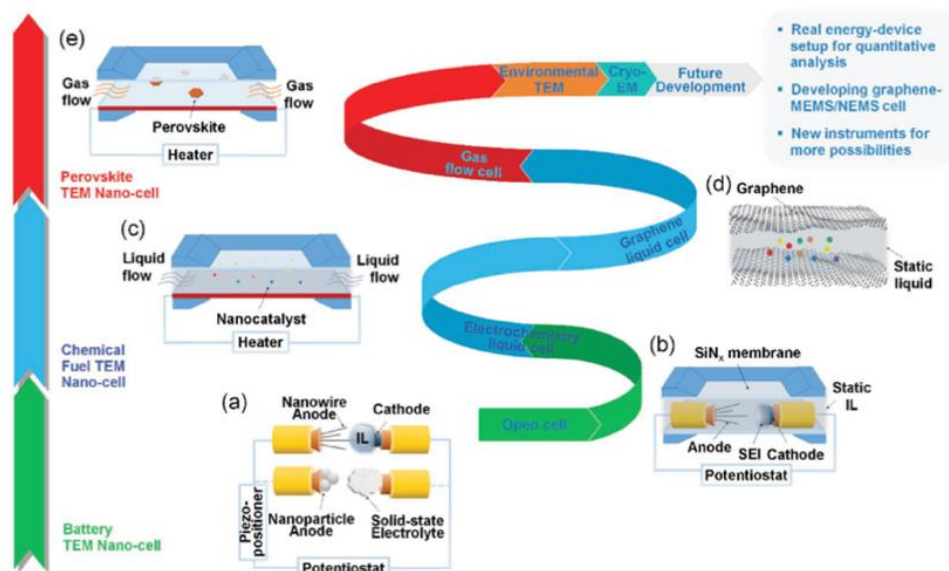 (e)
Gas
flow
Gas
flow
Perovskite
Heater
Perovskite
TEM Nano-cell
Environmental
TEM
Cryo-
EM
Future
Development
• Real energy-device
setup for quantitative
analysis
• Developing graphene-
MEMS/NEMS cell
• New instruments for
more possibilities
Gas
flow cell
(d)
Graphene
Static
liquid
Graphene
liquid cell
(c)
Liquid
flow
Liquid
flow
Nanocatalyst
Heater
Chemical
Fuel TEM
Nano-cell
Electrochemistry
liquid cell
(b)
SiNₓ membrane
Static
IL
Anode
SEI
Cathode
Potentiostat
Open cell
(a)
Nanowire
Anode
IL
Cathode
Piezo-
positioner
Nanoparticle
Anode
Solid-state
Electrolyte
Potentiostat
Battery
TEM Nano-cell